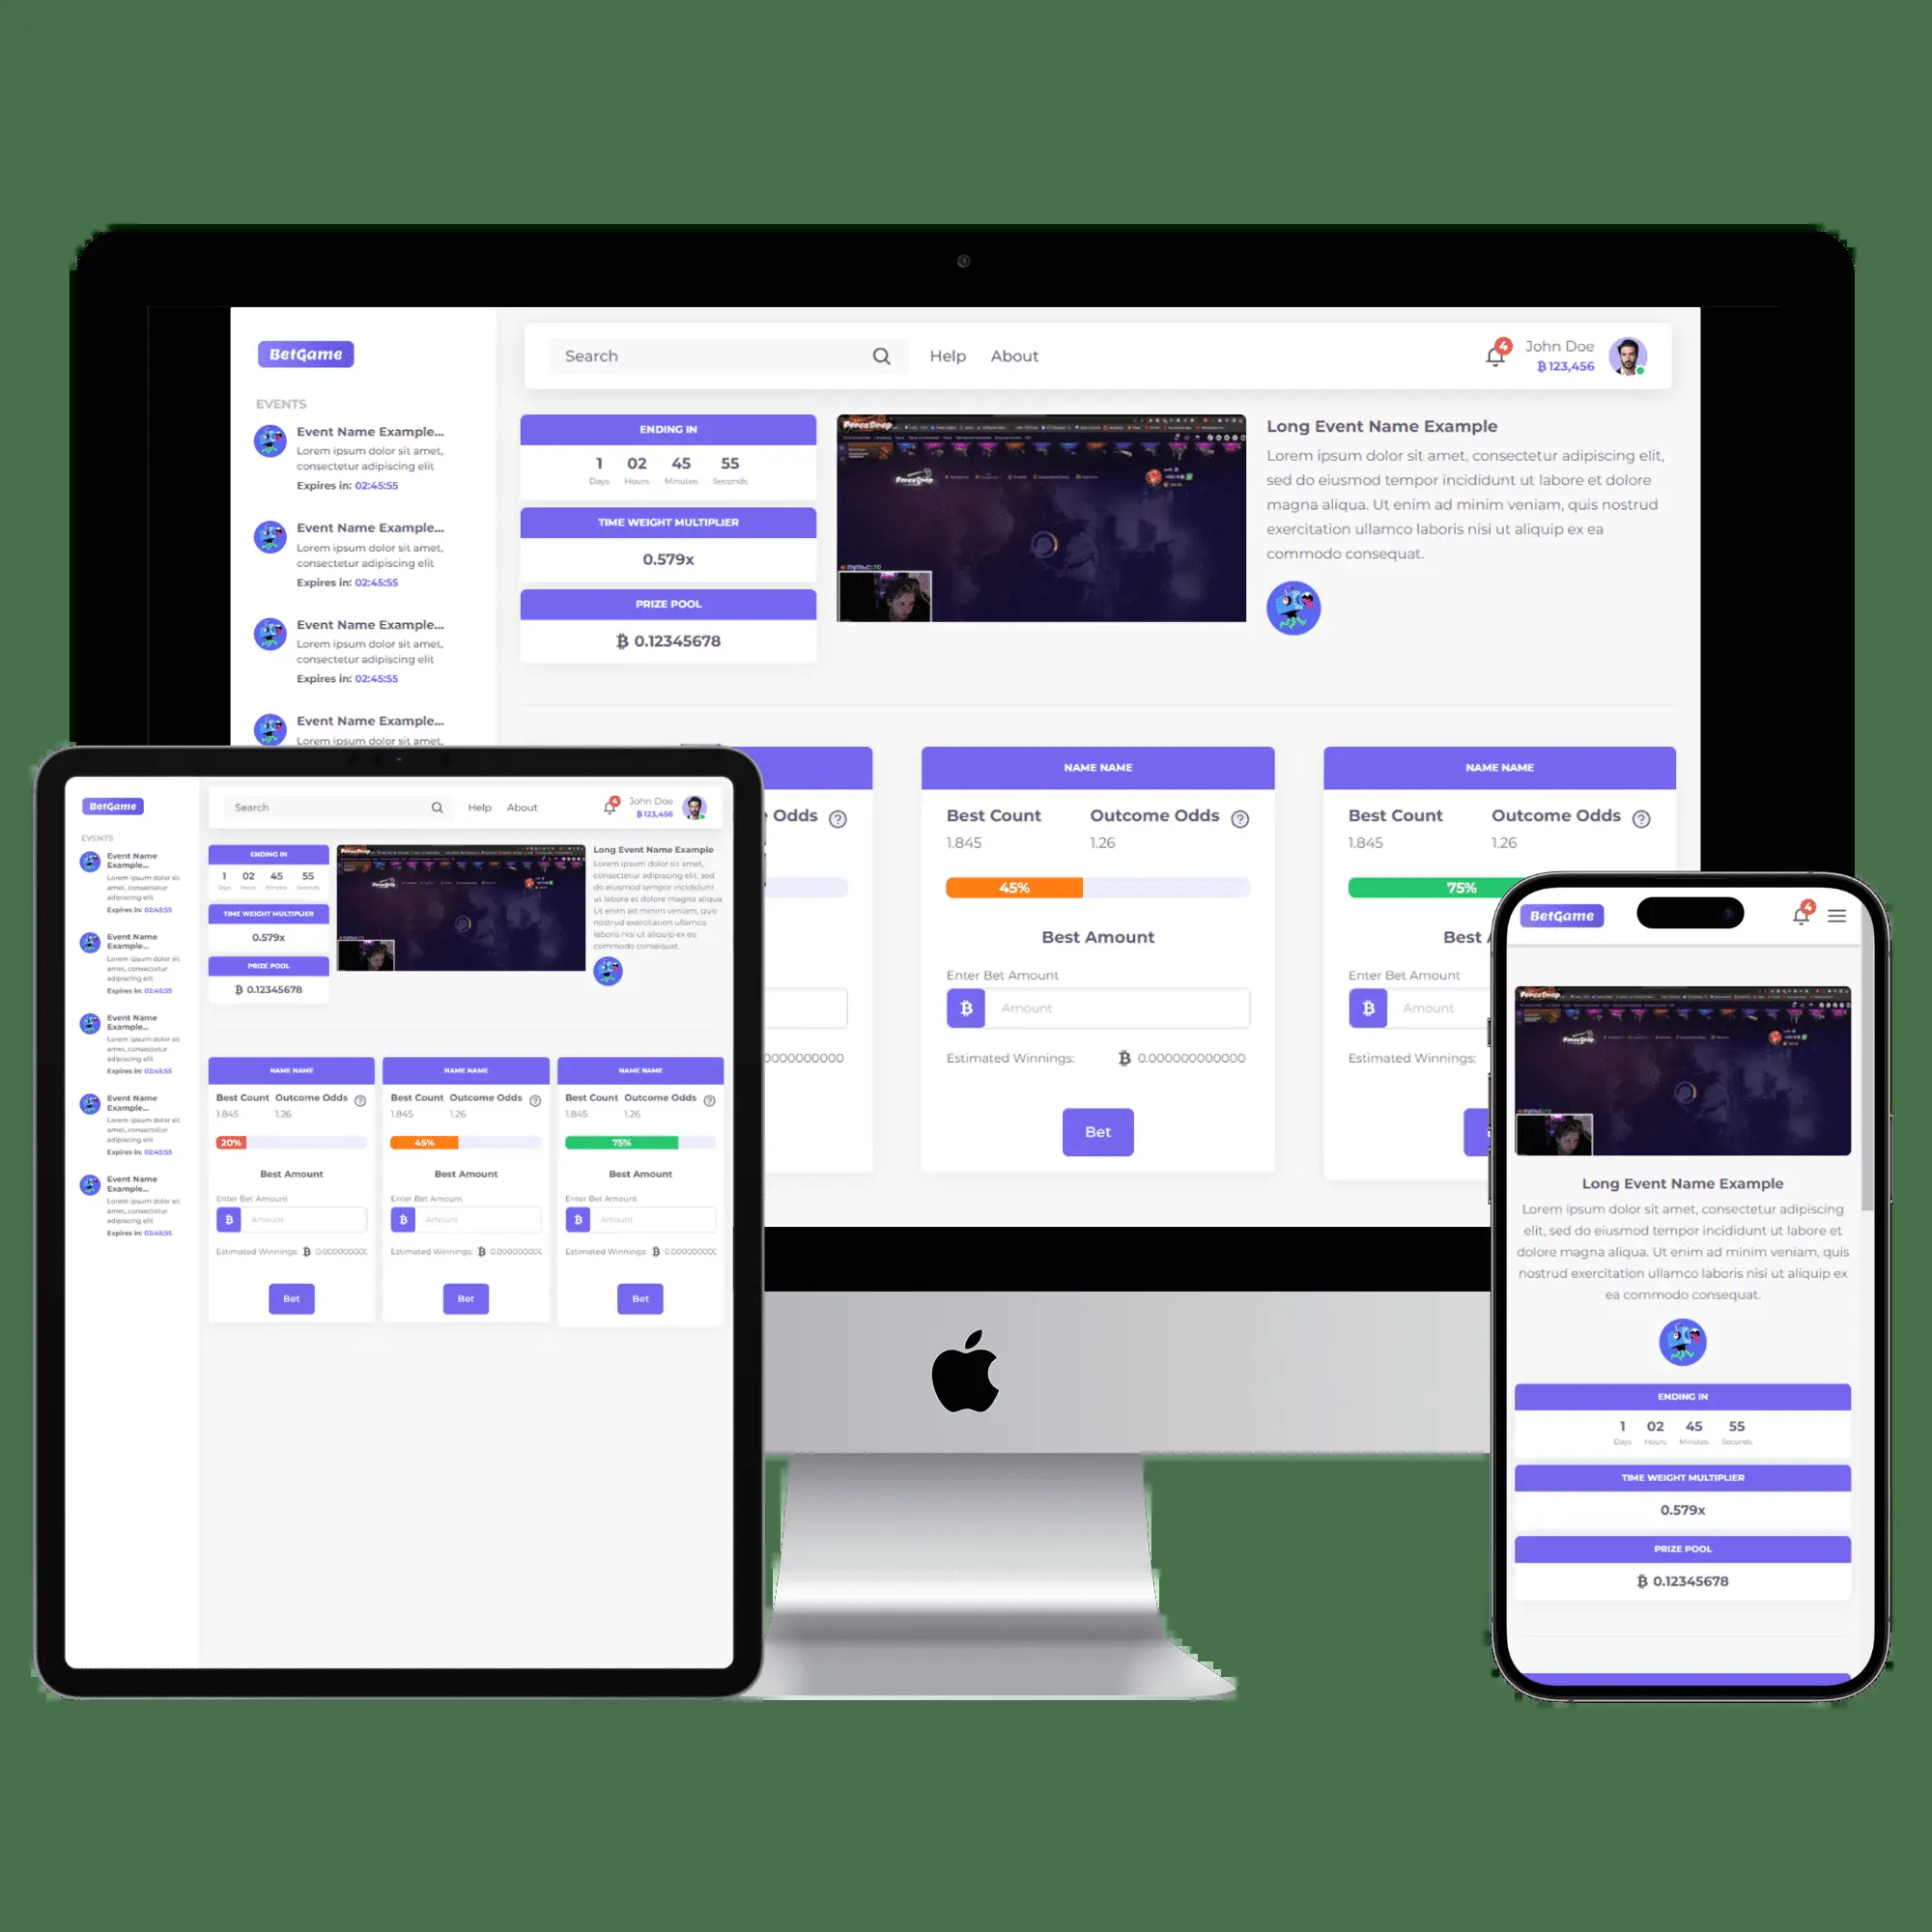 BetGame
Search
Help
About
4
John Doe
₿ 123,456
EVENTS
Event Name Example...
Lorem ipsum dolor sit amet,
consectetur adipiscing elit
Expires in: 02:45:55
Event Name Example...
Lorem ipsum dolor sit amet,
consectetur adipiscing elit
Expires in: 02:45:55
Event Name Example...
Lorem ipsum dolor sit amet,
consectetur adipiscing elit
Expires in: 02:45:55
Event Name Example...
Lorem ipsum dolor sit amet,
ENDING IN
1 02 45 55
Days Hours Minutes Seconds
TIME WEIGHT MULTIPLIER
0.579x
PRIZE POOL
₿ 0.12345678
Long Event Name Example
Lorem ipsum dolor sit amet, consectetur adipiscing elit,
sed do eiusmod tempor incididunt ut labore et dolore
magna aliqua. Ut enim ad minim veniam, quis nostrud
exercitation ullamco laboris nisi ut aliquip ex ea
commodo consequat.
Odds ?
0000000000
NAME NAME
Best Count Outcome Odds ?
1.845 1.26
45%
Best Amount
Enter Bet Amount
₿ Amount
Estimated Winnings: ₿ 0.000000000000
Bet
NAME NAME
Best Count Outcome Odds ?
1.845 1.26
75%
Best
Enter Bet Amount
₿ Amount
Estimated Winnings:
BetGame
Search
Help
About
4
John Doe
₿ 123,456
EVENTS
Event Name
Example...
Lorem ipsum dolor sit
amet, consectetur
adipiscing elit
Expires in: 02:45:55
Event Name
Example...
Lorem ipsum dolor sit
amet, consectetur
adipiscing elit
Expires in: 02:45:55
Event Name
Example...
Lorem ipsum dolor sit
amet, consectetur
adipiscing elit
Expires in: 02:45:55
Event Name
Example...
Lorem ipsum dolor sit
amet, consectetur
adipiscing elit
Expires in: 02:45:55
Event Name
Example...
Lorem ipsum dolor sit
amet, consectetur
adipiscing elit
Expires in: 02:45:55
ENDING IN
1 02 45 55
Days Hours Minutes Seconds
TIME WEIGHT MULTIPLIER
0.579x
PRIZE POOL
₿ 0.12345678
Long Event Name Example
Lorem ipsum dolor sit amet,
consectetur adipiscing elit, sed
do eiusmod tempor incididunt
ut labore et dolore magna aliqua.
Ut enim ad minim veniam, quis
nostrud exercitation ullamco
laboris nisi ut aliquip ex ea
commodo consequat.
NAME NAME
Best Count Outcome Odds ?
1.845 1.26
20%
Best Amount
Enter Bet Amount
₿ Amount
Estimated Winnings: ₿ 0.00000000
Bet
NAME NAME
Best Count Outcome Odds ?
1.845 1.26
45%
Best Amount
Enter Bet Amount
₿ Amount
Estimated Winnings: ₿ 0.00000000
Bet
NAME NAME
Best Count Outcome Odds ?
1.845 1.26
75%
Best Amount
Enter Bet Amount
₿ Amount
Estimated Winnings: ₿ 0.00000000
Bet
BetGame
4
Long Event Name Example
Lorem ipsum dolor sit amet, consectetur adipiscing
elit, sed do eiusmod tempor incididunt ut labore et
dolore magna aliqua. Ut enim ad minim veniam, quis
nostrud exercitation ullamco laboris nisi ut aliquip ex
ea commodo consequat.
ENDING IN
1 02 45 55
Days Hours Minutes Seconds
TIME WEIGHT MULTIPLIER
0.579x
PRIZE POOL
₿ 0.12345678